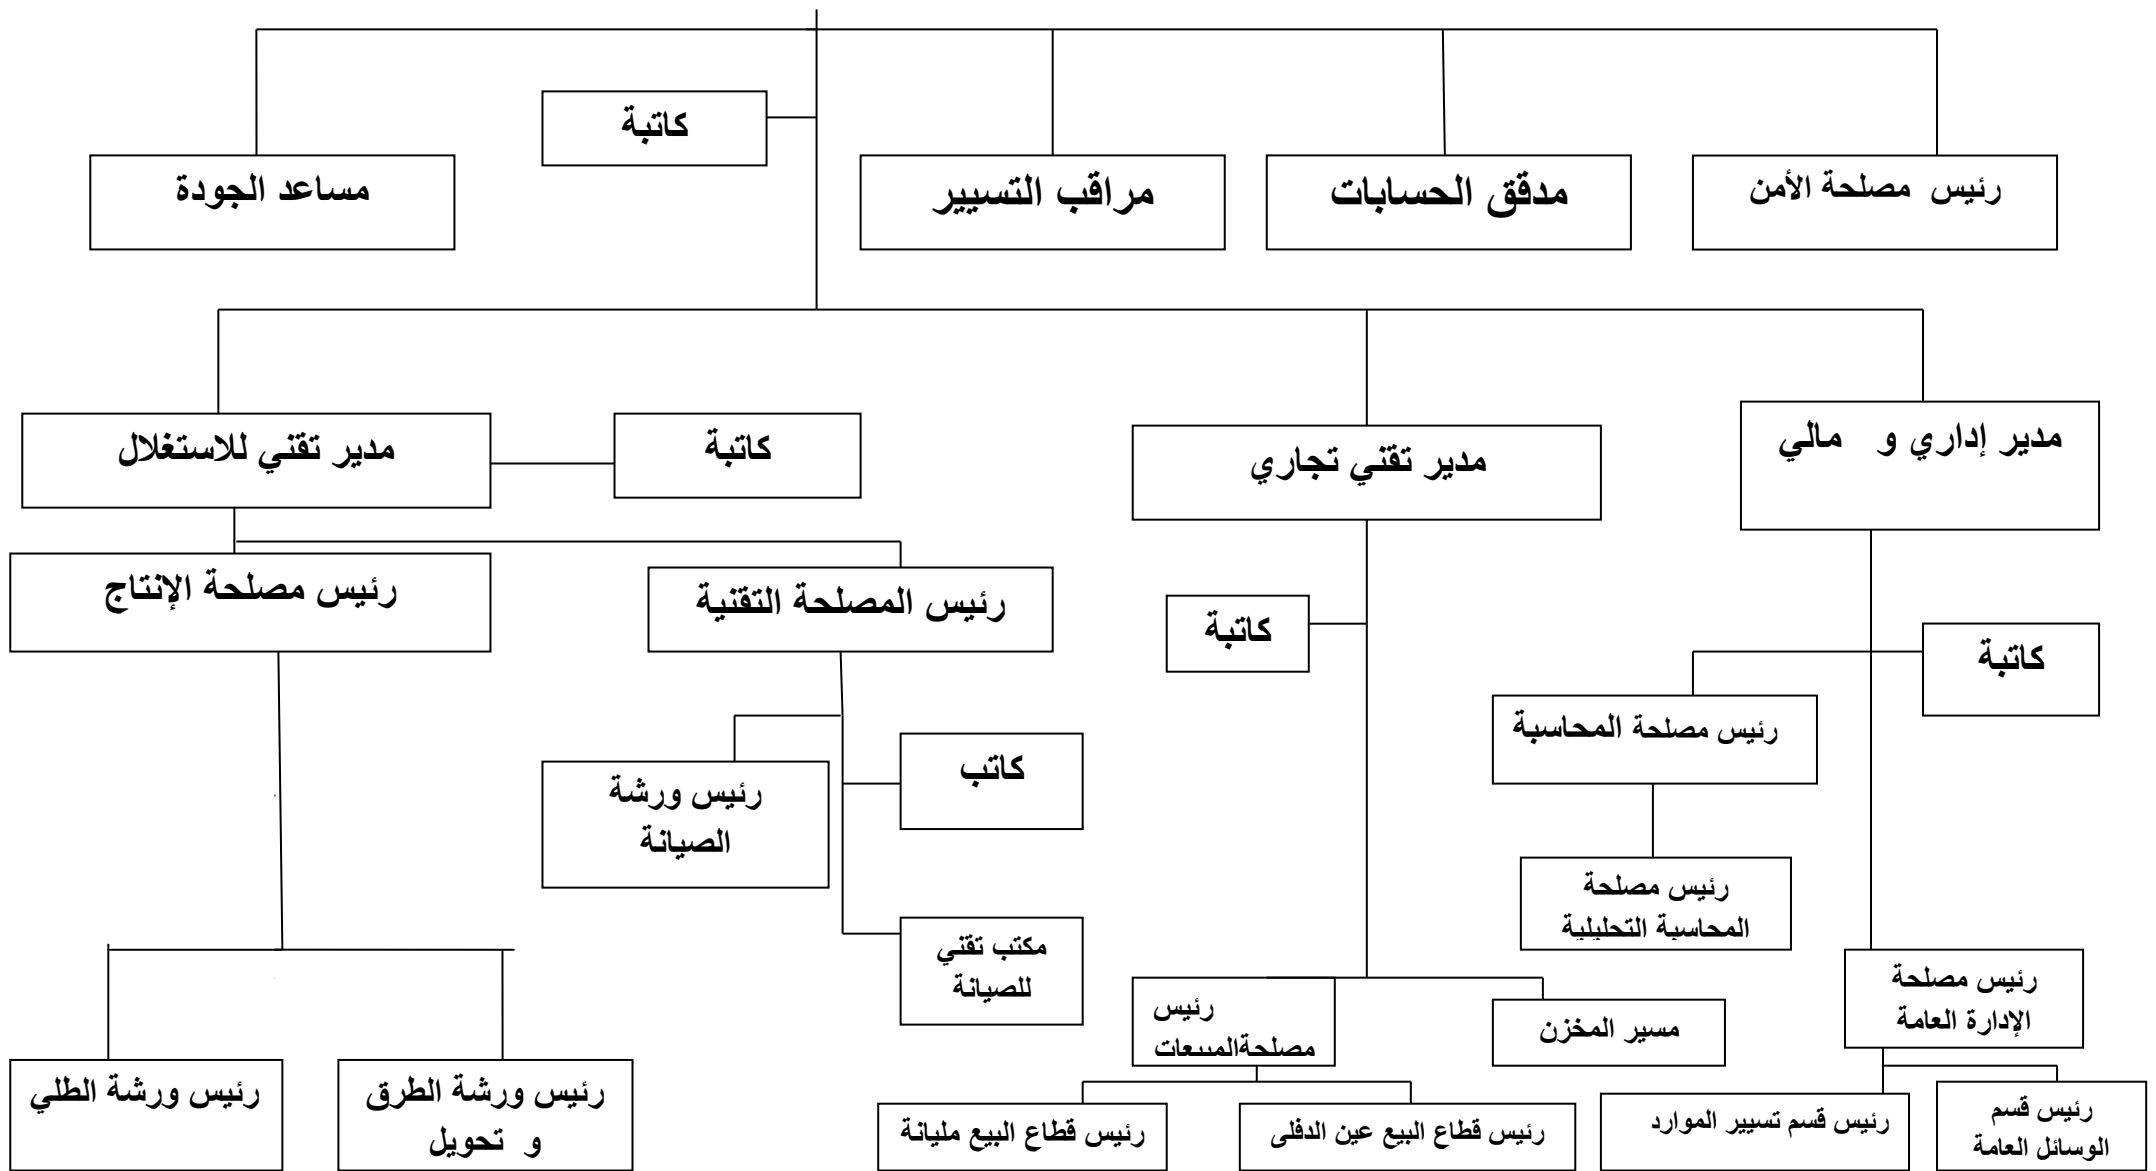 كاتبة
رئيس مصلحة الأمن
مدقق الحسابات
مراقب التسيير
مساعد الجودة
مدير إداري و مالي
مدير تقني تجاري
كاتبة
مدير تقني للاستغلال
رئيس المصلحة التقنية
رئيس مصلحة الإنتاج
كاتبة
كاتبة
رئيس مصلحة المحاسبة
كاتب
رئيس ورشة
الصيانة
رئيس مصلحة
المحاسبة التحليلية
مكتب تقني
للصيانة
رئيس مصلحة
الإدارة العامة
مسير المخزن
رئيس
مصلحةالمبيعات
رئيس ورشة الطرق
و تحويل
رئيس ورشة الطلي
رئيس قسم
الوسائل العامة
رئيس قسم تسيير الموارد
رئيس قطاع البيع عين الدفلى
رئيس قطاع البيع مليانة